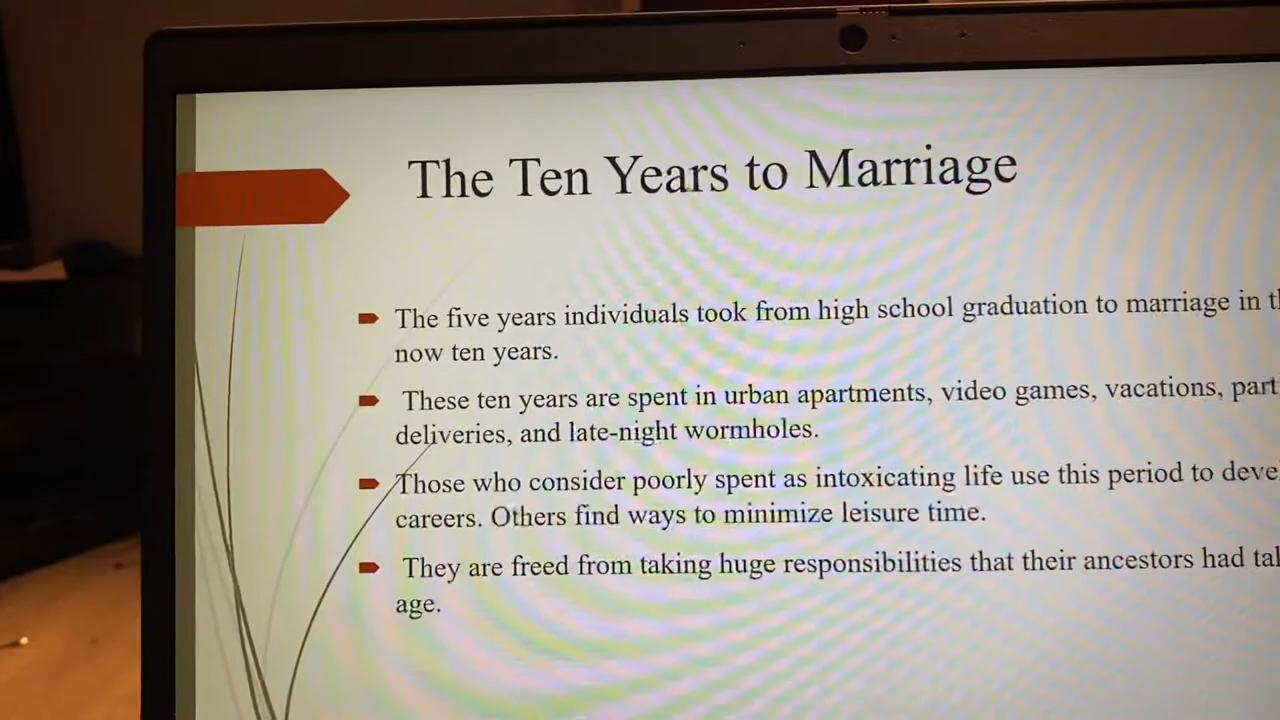 The Ten Years to Marriage
The five years individuals took from high school graduation to marriage in
now ten years.
These ten years are spent in urban apartments, video games, vacations,
deliveries, and late-night wormholes.
Those who consider poorly spent as intoxicating life use this period to
careers. Others find ways to minimize leisure time.
They are freed from taking huge responsibilities that their ancestors had
age.